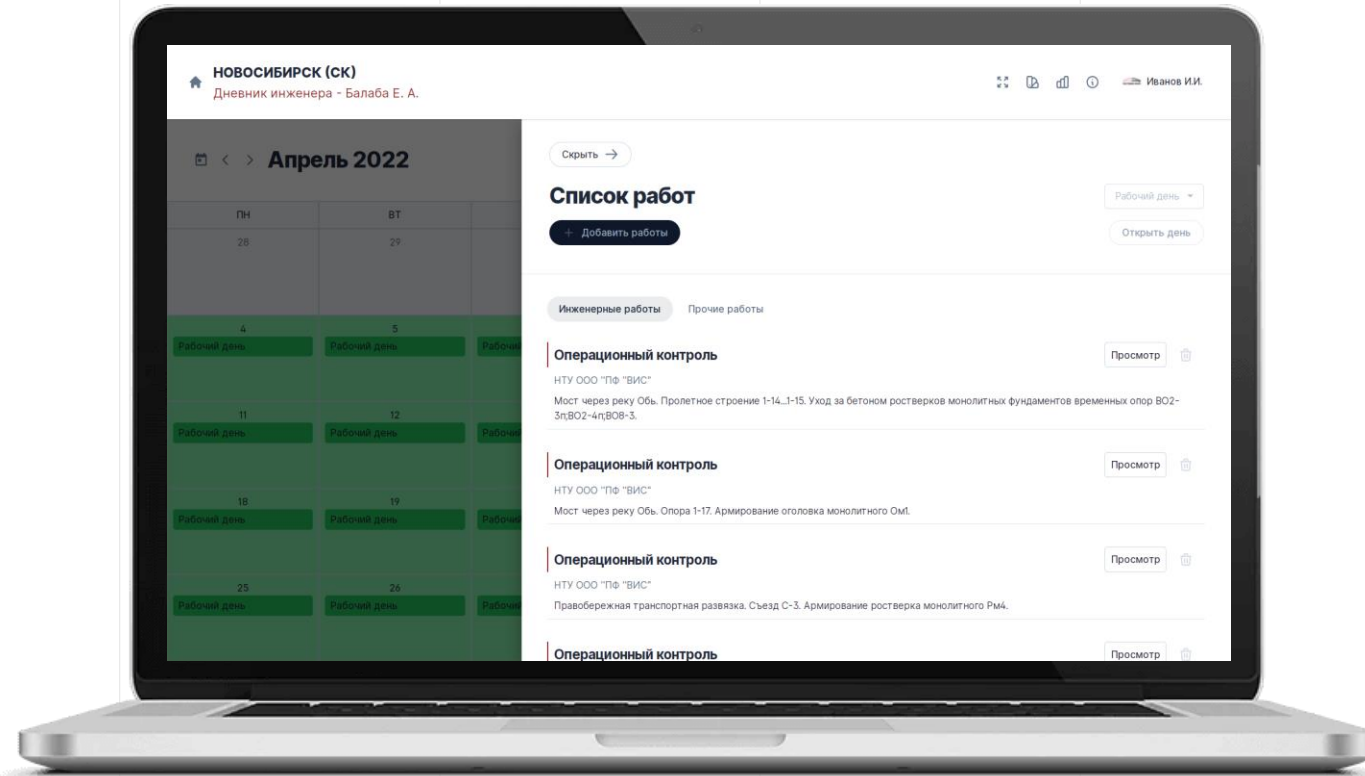 НОВОСИБИРСК (СК)
Дневник инженера - Балаба Е. А.
Иванов И.И.
Апрель 2022
ПН
ВТ
28
29
4
5
Рабочий день
Рабочий день
Рабочий
11
12
Рабочий день
Рабочий день
Рабочий
18
19
Рабочий день
Рабочий день
Рабочий
25
26
Рабочий день
Рабочий день
Рабочий
Скрыть →
Список работ
Рабочий день
+ Добавить работы
Открыть день
Инженерные работы
Прочие работы
Операционный контроль
Просмотр
НТУ ООО "ПФ "ВИС"
Мост через реку Обь. Пролетное строение 1-14...1-15. Уход за бетоном ростверков монолитных фундаментов временных опор ВО2-
3п;ВО2-4п;ВО8-3.
Операционный контроль
Просмотр
НТУ ООО "ПФ "ВИС"
Мост через реку Обь. Опора 1-17. Армирование оголовка монолитного Ом1.
Операционный контроль
Просмотр
НТУ ООО "ПФ "ВИС"
Правобережная транспортная развязка. Съезд С-3. Армирование ростверка монолитного Рм4.
Операционный контроль
Просмотр